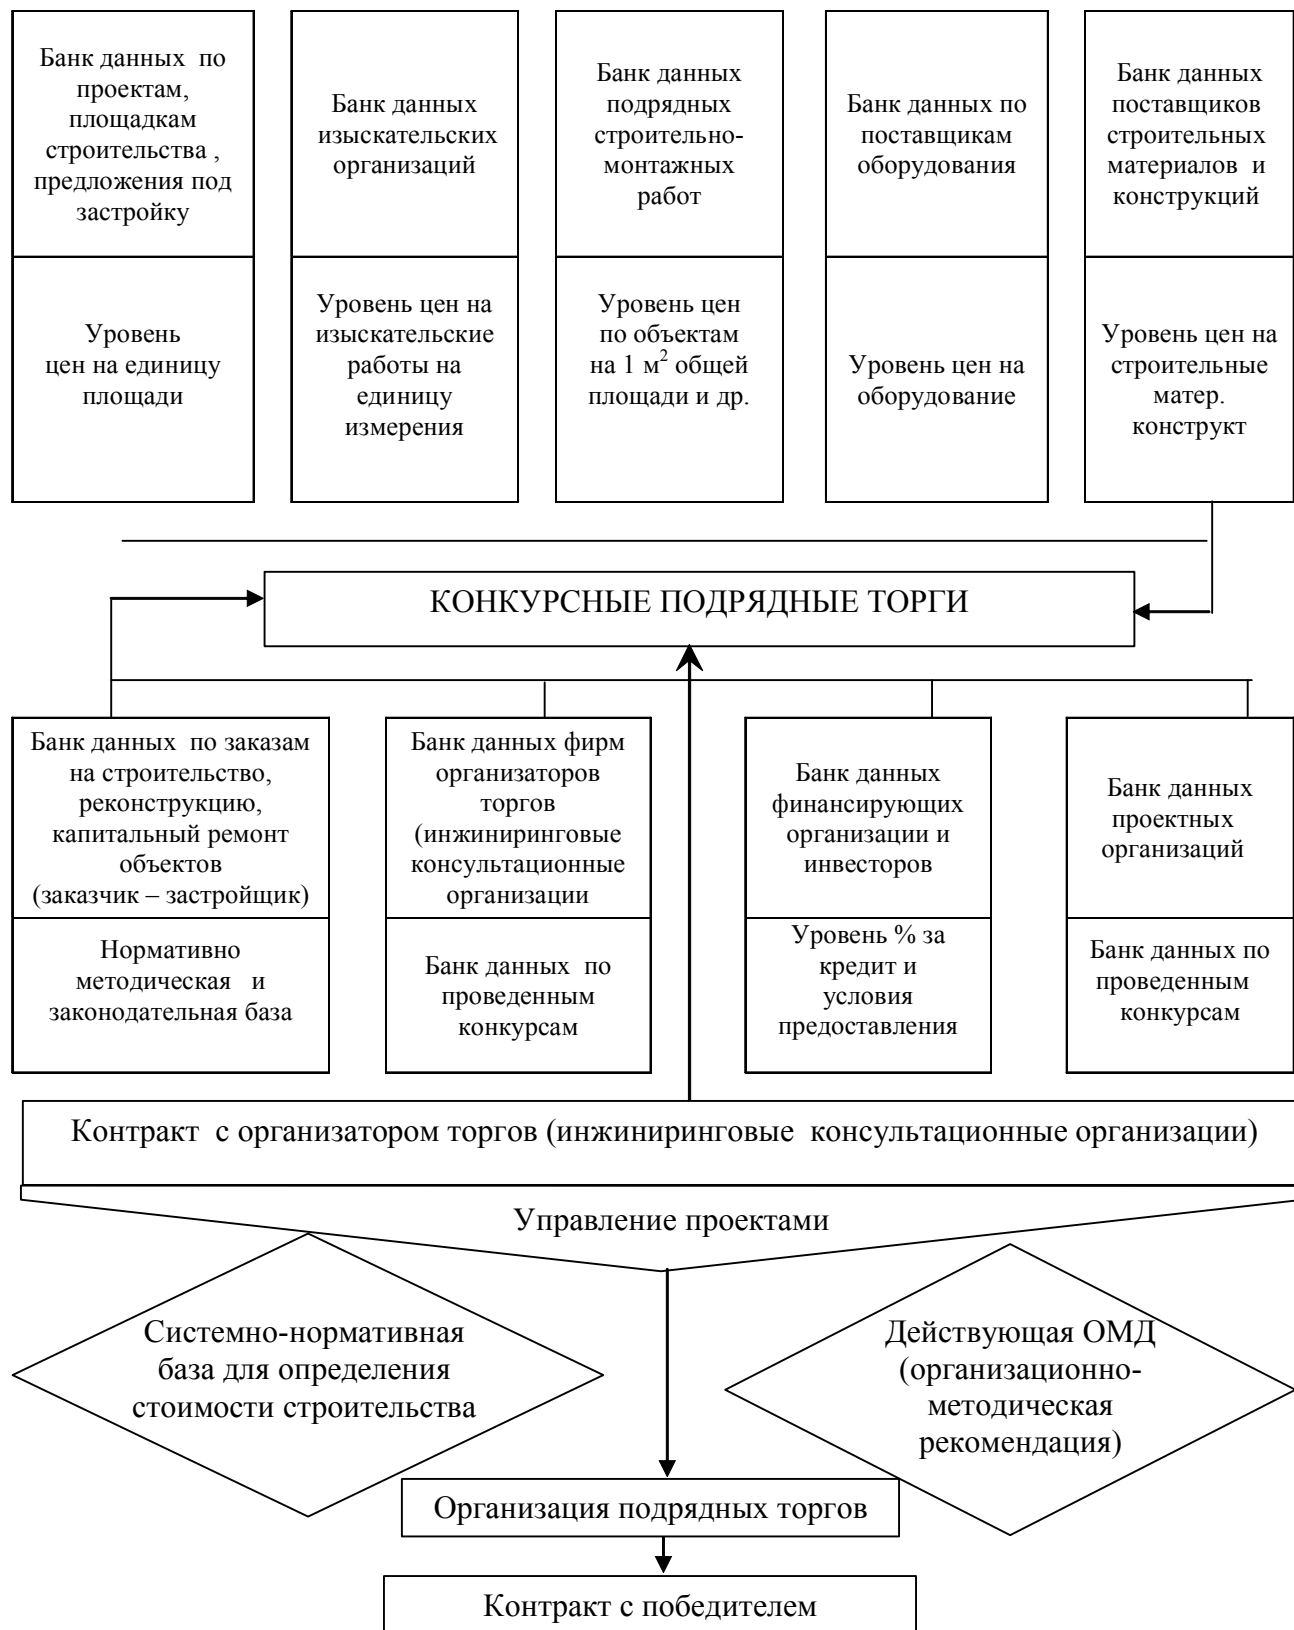 Банк данных по
проектам,
площадкам
строительства ,
предложения под
застройку
Банк данных
изыскательских
организаций
Банк данных
подрядных
строительно-
монтажных
работ
Банк данных по
поставщикам
оборудования
Банк данных
поставщиков
строительных
материалов и
конструкций
Уровень
цен на единицу
площади
Уровень цен на
изыскательские
работы на
единицу
измерения
Уровень цен
по объектам
на 1 м² общей
площади и др.
Уровень цен на
оборудование
Уровень цен на
строительные
матер.
конструкт
КОНКУРСНЫЕ ПОДРЯДНЫЕ ТОРГИ
Банк данных по заказам
на строительство,
реконструкцию,
капитальный ремонт
объектов
(заказчик – застройщик)
Банк данных фирм
организаторов
торгов
(инжиниринговые
консультационные
организации
Банк данных
финансирующих
организации и
инвесторов
Банк данных
проектных
организаций
Нормативно
методическая и
законодательная база
Банк данных по
проведенным
конкурсам
Уровень % за
кредит и
условия
предоставления
Банк данных по
проведенным
конкурсам
Контракт с организатором торгов (инжиниринговые консультационные организации)
Управление проектами
Системно-нормативная
база для определения
стоимости строительства
Действующая ОМД
(организационно-
методическая
рекомендация)
Организация подрядных торгов
Контракт с победителем